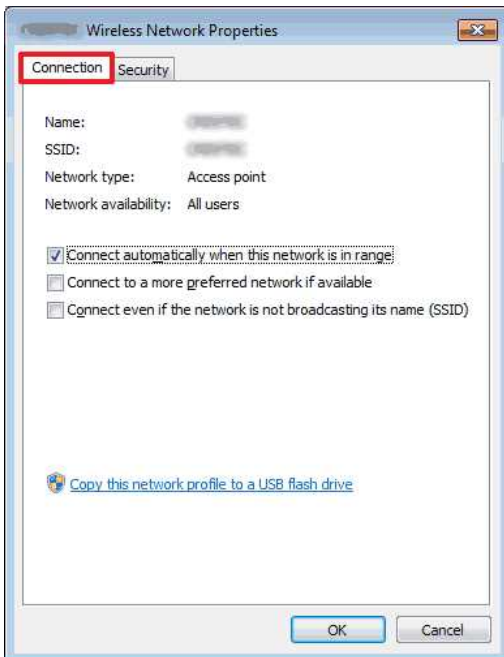 Wireless Network Properties
Connection Security
Name:
SSID:
Network type: Access point
Network availability: All users
Connect automatically when this network is in range
Connect to a more preferred network if available
Connect even if the network is not broadcasting its name (SSID)
Copy this network profile to a USB flash drive
OK Cancel